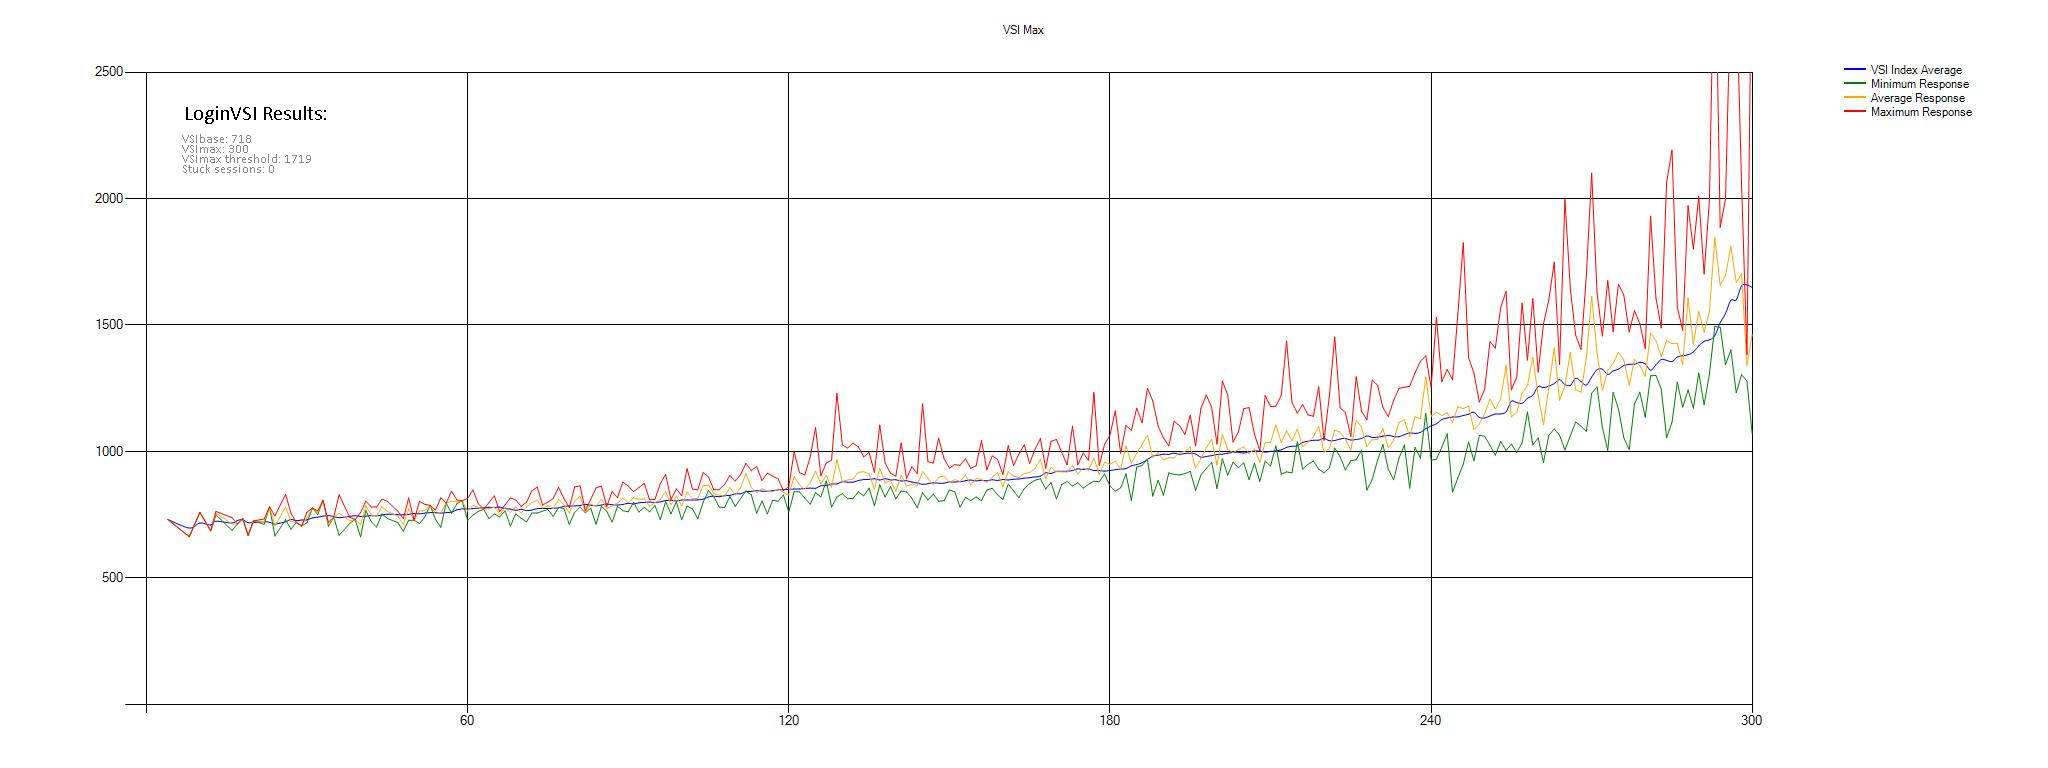 VSI Max
2500
2000
1500
1000
500
LoginVSI Results:
VSIbase: 718
VSImax: 300
VSImax threshold: 1719
Stuck sessions: 0
60
120
180
240
300
VSI Index Average
Minimum Response
Average Response
Maximum Response